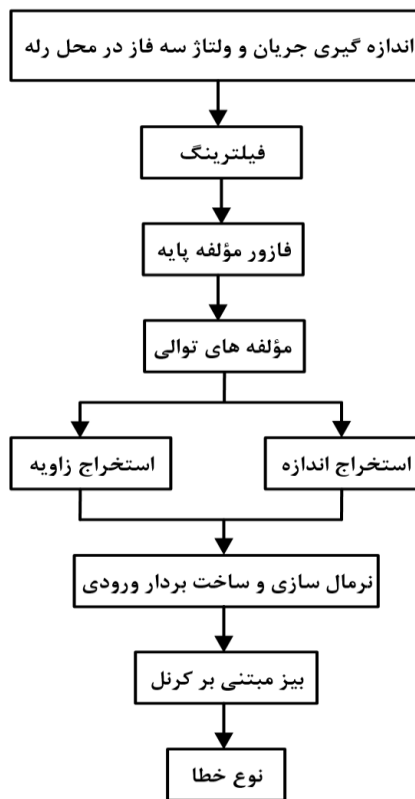 اندازه گیری جریان و ولتاژ سه فاز در محل رله
فیلترینگ
فازور مؤلفه پایه
مؤلفه های توالی
استخراج اندازه
استخراج زاویه
نرمال سازی و ساخت بردار ورودی
بیز مبتنی بر کرنل
نوع خطا